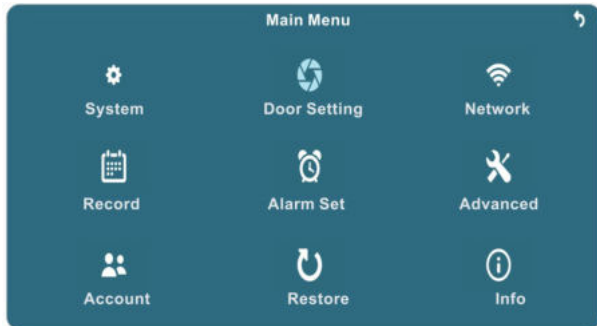 Main Menu
System Door Setting Network
Record Alarm Set Advanced
Account Restore Info